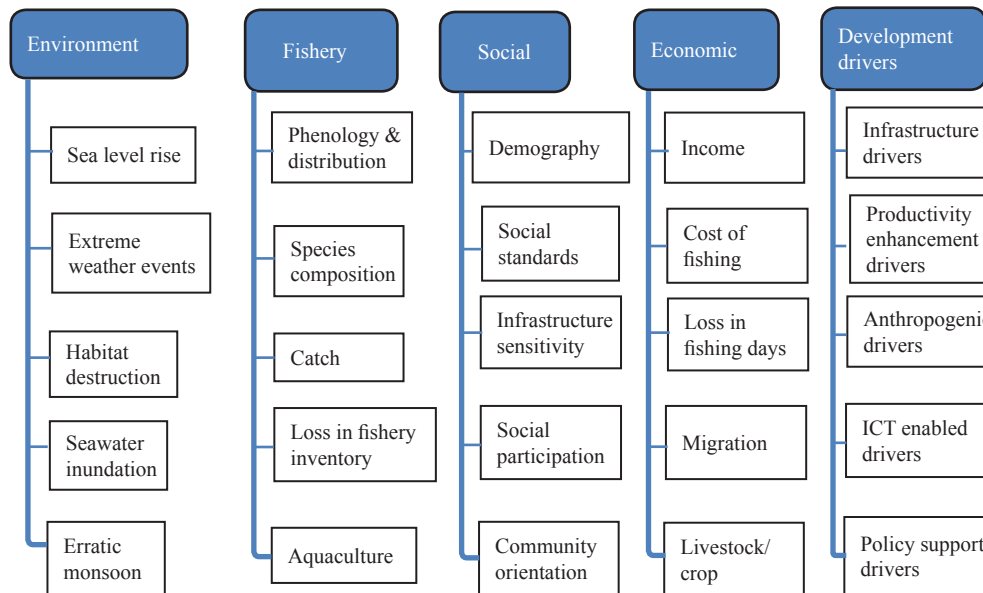 Environment
Sea level rise
Extreme
weather events
Habitat
destruction
Seawater
inundation
Erratic
monsoon
Fishery
Phenology &
distribution
Species
composition
Catch
Loss in fishery
inventory
Aquaculture
Social
Demography
Social
standards
Infrastructure
sensitivity
Social
participation
Community
orientation
Economic
Income
Cost of
fishing
Loss in
fishing days
Migration
Livestock/
crop
Development
drivers
Infrastructure
drivers
Productivity
enhancement
drivers
Anthropogenic
drivers
ICT enabled
drivers
Policy support
drivers